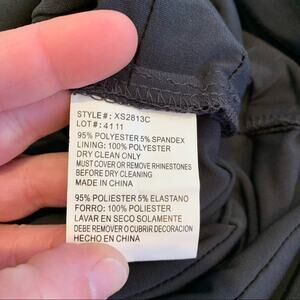 STYLE#: XS2813C
LOT#: 4111
95% POLYESTER 5% SPANDEX
LINING: 100% POLYESTER
DRY CLEAN ONLY
MUST COVER OR REMOVE RHINESTONES
BEFORE DRY CLEANING
MADE IN CHINA
95% POLIESTER 5% ELASTANO
FORRO: 100% POLIESTER
LAVAR EN SECO SOLAMENTE
DEBE REMOVER O CUBRIR DECORACION
HECHO EN CHINA